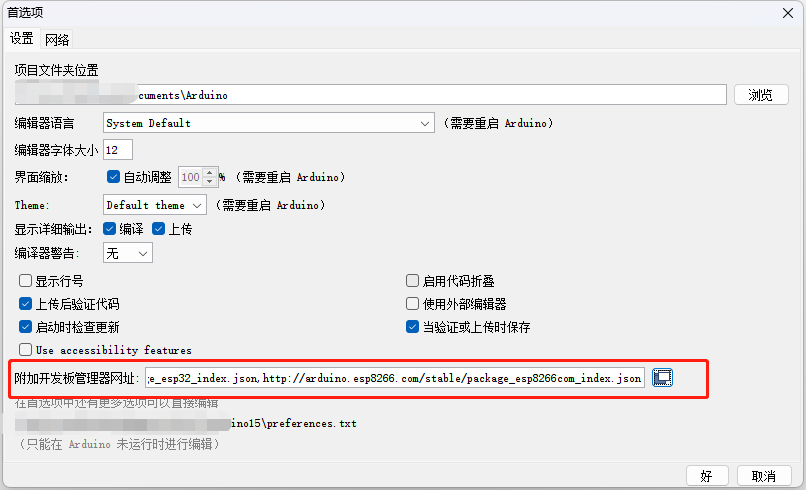 首选项
设置 网络
项目文件夹位置
cuments\Arduino 浏览
编辑器语言 System Default (需要重启 Arduino)
编辑器字体大小 12
界面缩放: 自动调整 100 % (需要重启 Arduino)
Theme: Default theme (需要重启 Arduino)
显示详细输出: 编译 上传
编译器警告: 无
显示行号 启用代码折叠
上传后验证代码 使用外部编辑器
启动时检查更新 当验证或上传时保存
Use accessibility features
附加开发板管理器网址: e_esp32_index.json,http://arduino.esp8266.com/stable/package_esp8266com_index.json
在首选项中还有更多选项可以直接编辑
ino15\preferences.txt
(只能在 Arduino 未运行时进行编辑)
好 取消